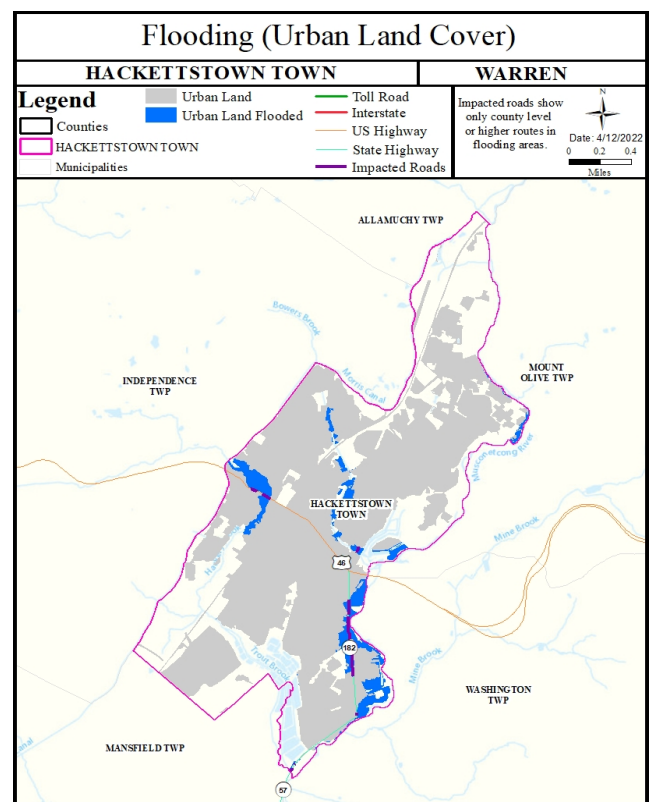 Flooding (Urban Land Cover)
HACKETTSTOWN TOWN
WARREN
Legend
Counties
HACKETTSTOWN TOWN
Municipalities
Urban Land
Urban Land Flooded
Toll Road
Interstate
US Highway
State Highway
Impacted Roads
Impacted roads show
only county level
or higher routes in
flooding areas.
N
Date: 4/12/2022
0 0.2 0.4
Miles
ALLAMUCHY TWP
Bowers Brook
Morris Canal
INDEPENDENCE
TWP
MOUNT
OLIVE TWP
Musconetcong River
HACKETTSTOWN
TOWN
Mine Brook
46
182
Trout Brook
Mine Brook
WASHINGTON
TWP
MANSFIELD TWP
57